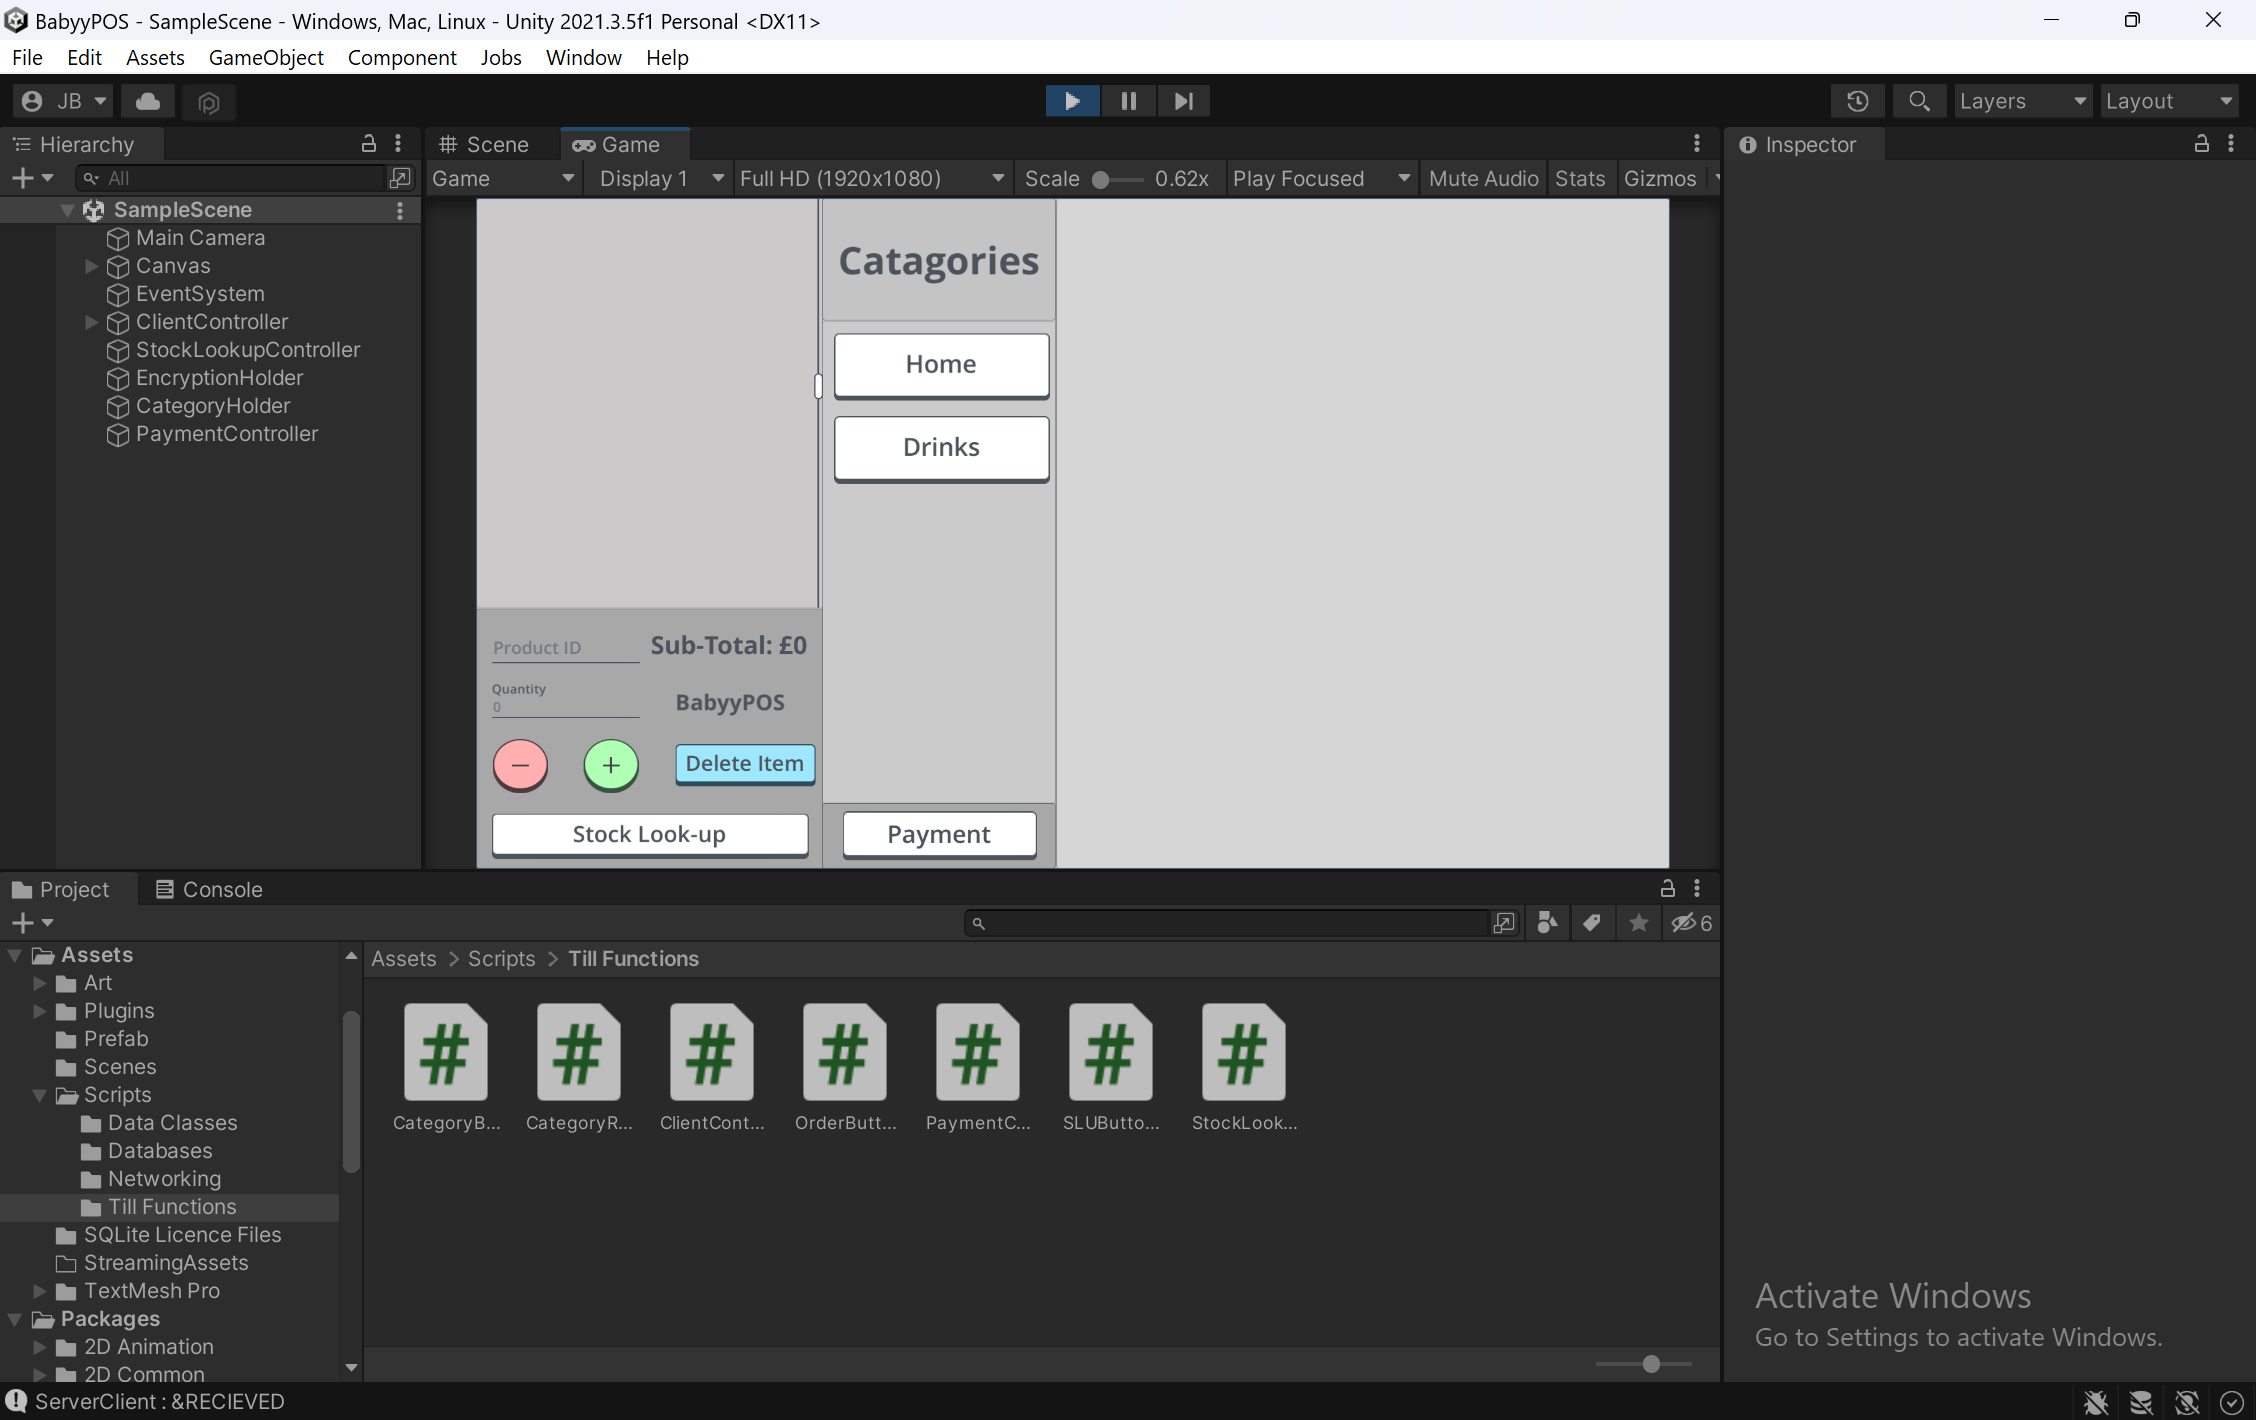 BabyyPOS - SampleScene - Windows, Mac, Linux - Unity 2021.3.5f1 Personal <DX11>
File Edit Assets GameObject Component Jobs Window Help
JB Layers Layout
Hierarchy
All
SampleScene
Main Camera
Canvas
EventSystem
ClientController
StockLookupController
EncryptionHolder
CategoryHolder
PaymentController
Scene Game
Game Display 1 Full HD (1920x1080) Scale 0.62x Play Focused Mute Audio Stats Gizmos
Catagories
Home
Drinks
Product ID Sub-Total: £0
Quantity
0
BabyyPOS
− + Delete Item
Stock Look-up
Payment
Inspector
Project Console
6
Assets
Art
Plugins
Prefab
Scenes
Scripts
Data Classes
Databases
Networking
Till Functions
SQLite Licence Files
StreamingAssets
TextMesh Pro
Packages
2D Animation
2D Common
Assets > Scripts > Till Functions
# # # # # # #
CategoryB... CategoryR... ClientCont... OrderButt... PaymentC... SLUButto... StockLook...
Activate Windows
Go to Settings to activate Windows.
ServerClient : &RECIEVED